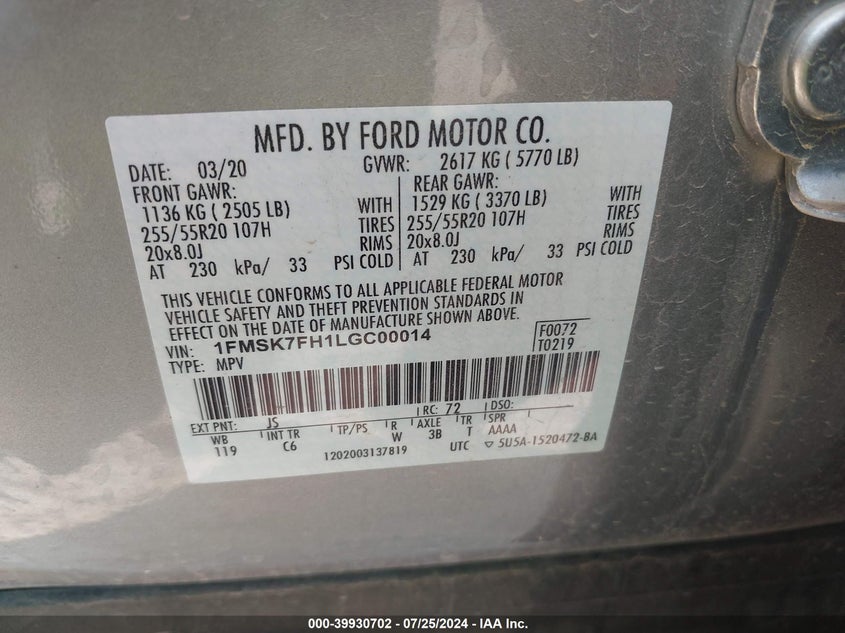 MFD. BY FORD MOTOR CO.
DATE: 03/20 GVWR: 2617 KG ( 5770 LB)
FRONT GAWR: REAR GAWR:
1136 KG ( 2505 LB) WITH 1529 KG ( 3370 LB) WITH
255/55R20 107H TIRES 255/55R20 107H TIRES
20x8.0J RIMS 20x8.0J RIMS
AT 230 kPa/ 33 PSI COLD AT 230 kPa/ 33 PSI COLD
THIS VEHICLE CONFORMS TO ALL APPLICABLE FEDERAL MOTOR
VEHICLE SAFETY AND THEFT PREVENTION STANDARDS IN
EFFECT ON THE DATE OF MANUFACTURE SHOWN ABOVE.
VIN: 1FMSK7FH1LGC00014 F0072
TYPE: MPV T0219
EXT PNT: JS RC: 72 DSO:
WB INT TR TP/PS R AXLE TR SPR
119 C6 W 3B T AAAA
1202003137819 UTC ▽ 5U5A-1520472-BA
000-39930702 / 07/25/2024 - IAA Inc.